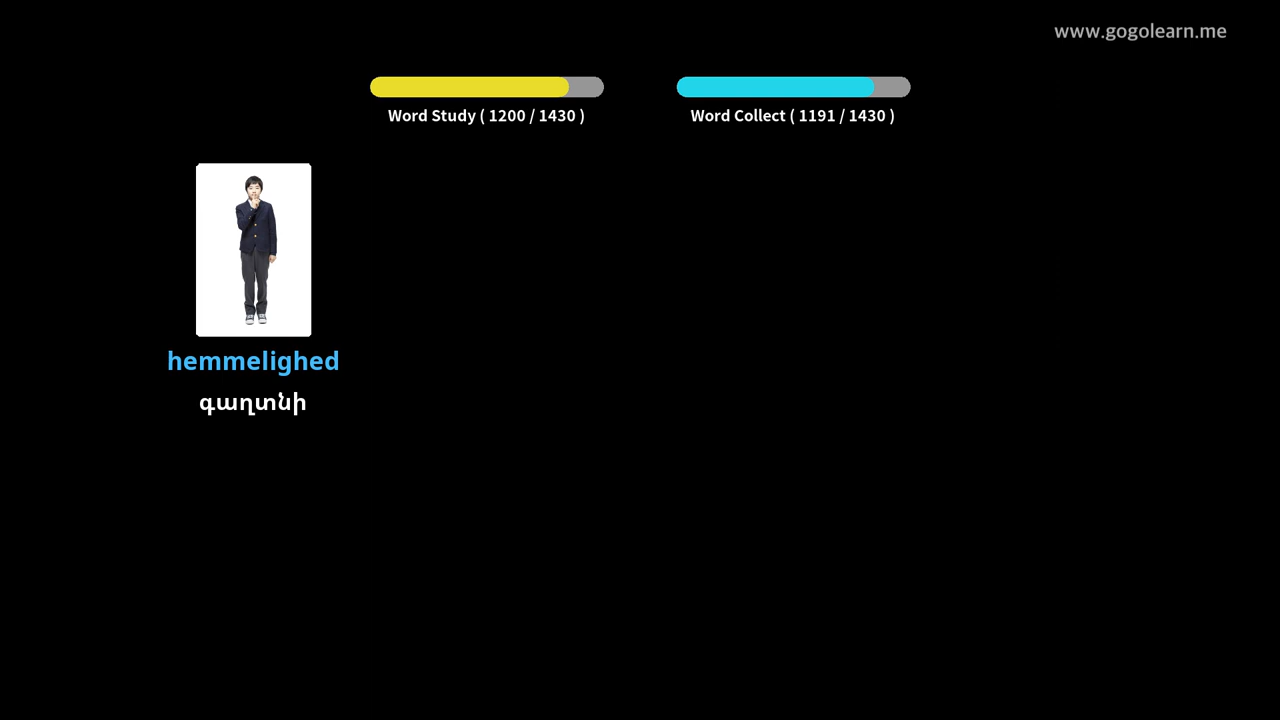 www.gogolearn.me
Word Study ( 1200 / 1430 )
Word Collect ( 1191 / 1430 )
hemmelighed
գաղտնի